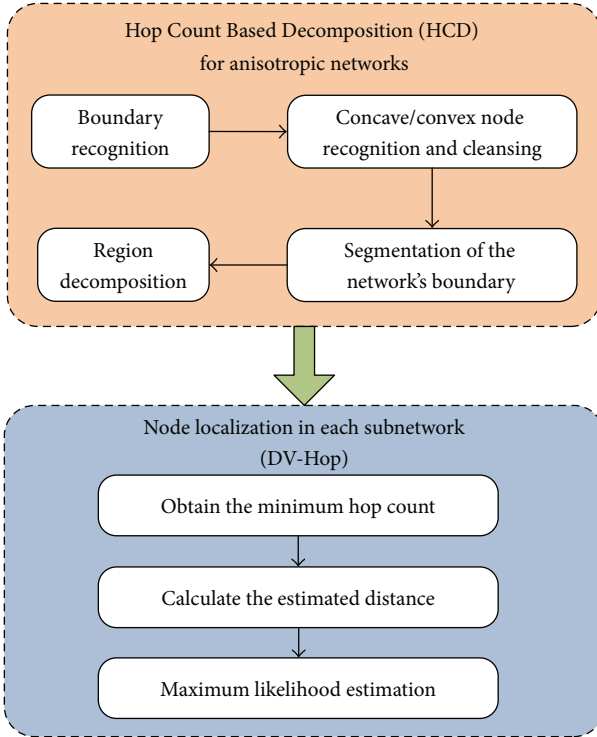 Hop Count Based Decomposition (HCD)
for anisotropic networks
Boundary
recognition
Concave/convex node
recognition and cleansing
Segmentation of the
network's boundary
Region
decomposition
Node localization in each subnetwork
(DV-Hop)
Obtain the minimum hop count
Calculate the estimated distance
Maximum likelihood estimation